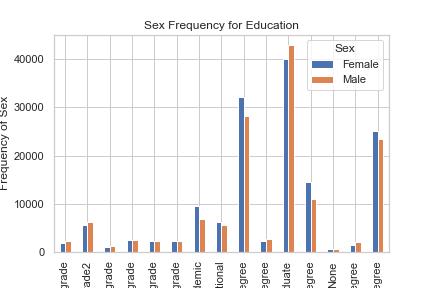 Sex Frequency for Education
Sex
Female
Male
Frequency of Sex
40000
30000
20000
10000
0
grade
rade2
grade
grade
grade
grade
demic
tional
egree
egree
duate
egree
None
egree
egree